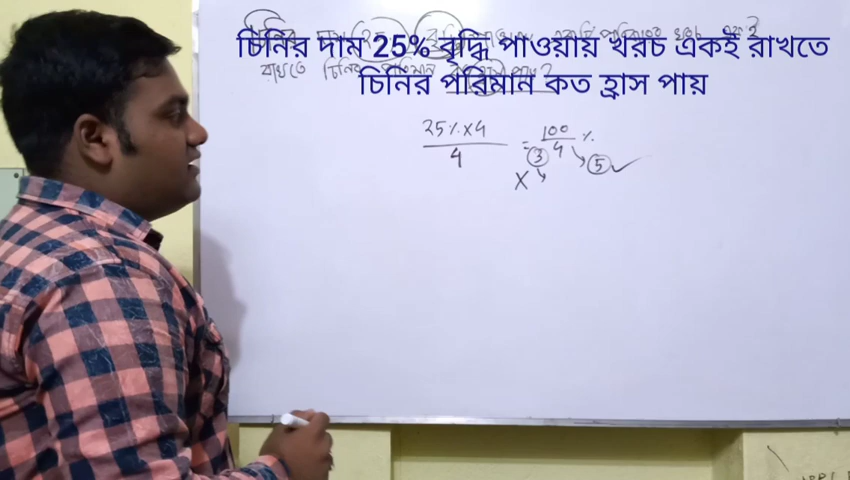 চিনির দাম 25% বৃদ্ধি পাওয়ায় খরচ একই রাখতে
চিনির পরিমান কত হ্রাস পায়
25% x 4
4
= 100 %
4
3
5 ✓
x